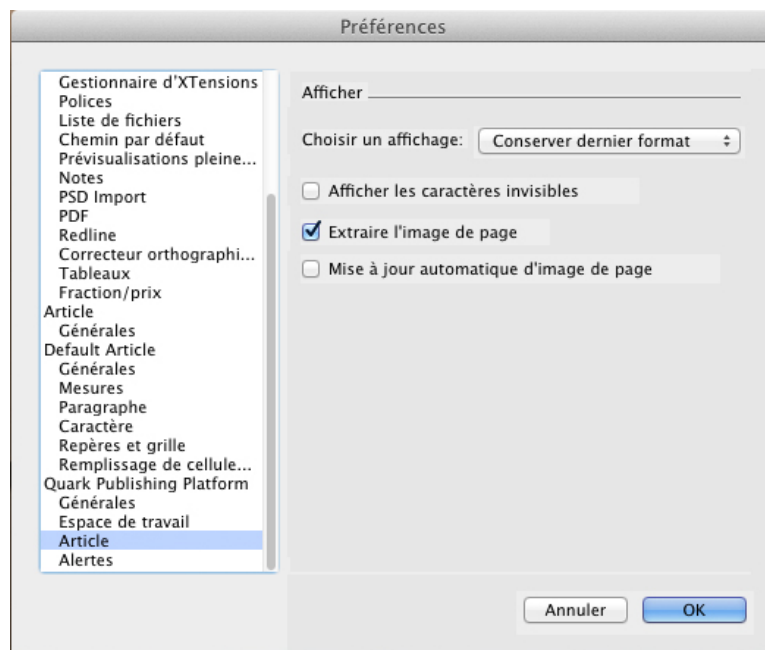 Préférences
Gestionnaire d'XTensions
Polices
Liste de fichiers
Chemin par défaut
Prévisualisations pleine...
Notes
PSD Import
PDF
Redline
Correcteur orthographi...
Tableaux
Fraction/prix
Article
Générales
Default Article
Générales
Mesures
Paragraphe
Caractère
Repères et grille
Remplissage de cellule...
Quark Publishing Platform
Générales
Espace de travail
Article
Alertes
Afficher
Choisir un affichage: Conserver dernier format
Afficher les caractères invisibles
Extraire l'image de page
Mise à jour automatique d'image de page
Annuler OK